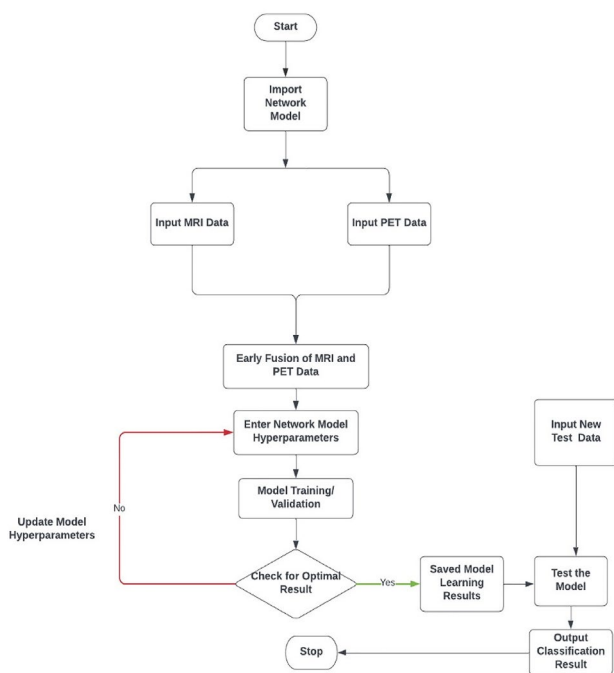 Start
Import
Network
Model
Input MRI Data
Input PET Data
Early Fusion of MRI and
PET Data
Enter Network Model
Hyperparameters
Input New
Test Data
Model Training/
Validation
No
Update Model
Hyperparameters
Check for Optimal
Result
Yes
Saved Model
Learning
Results
Test the
Model
Output
Classification
Result
Stop